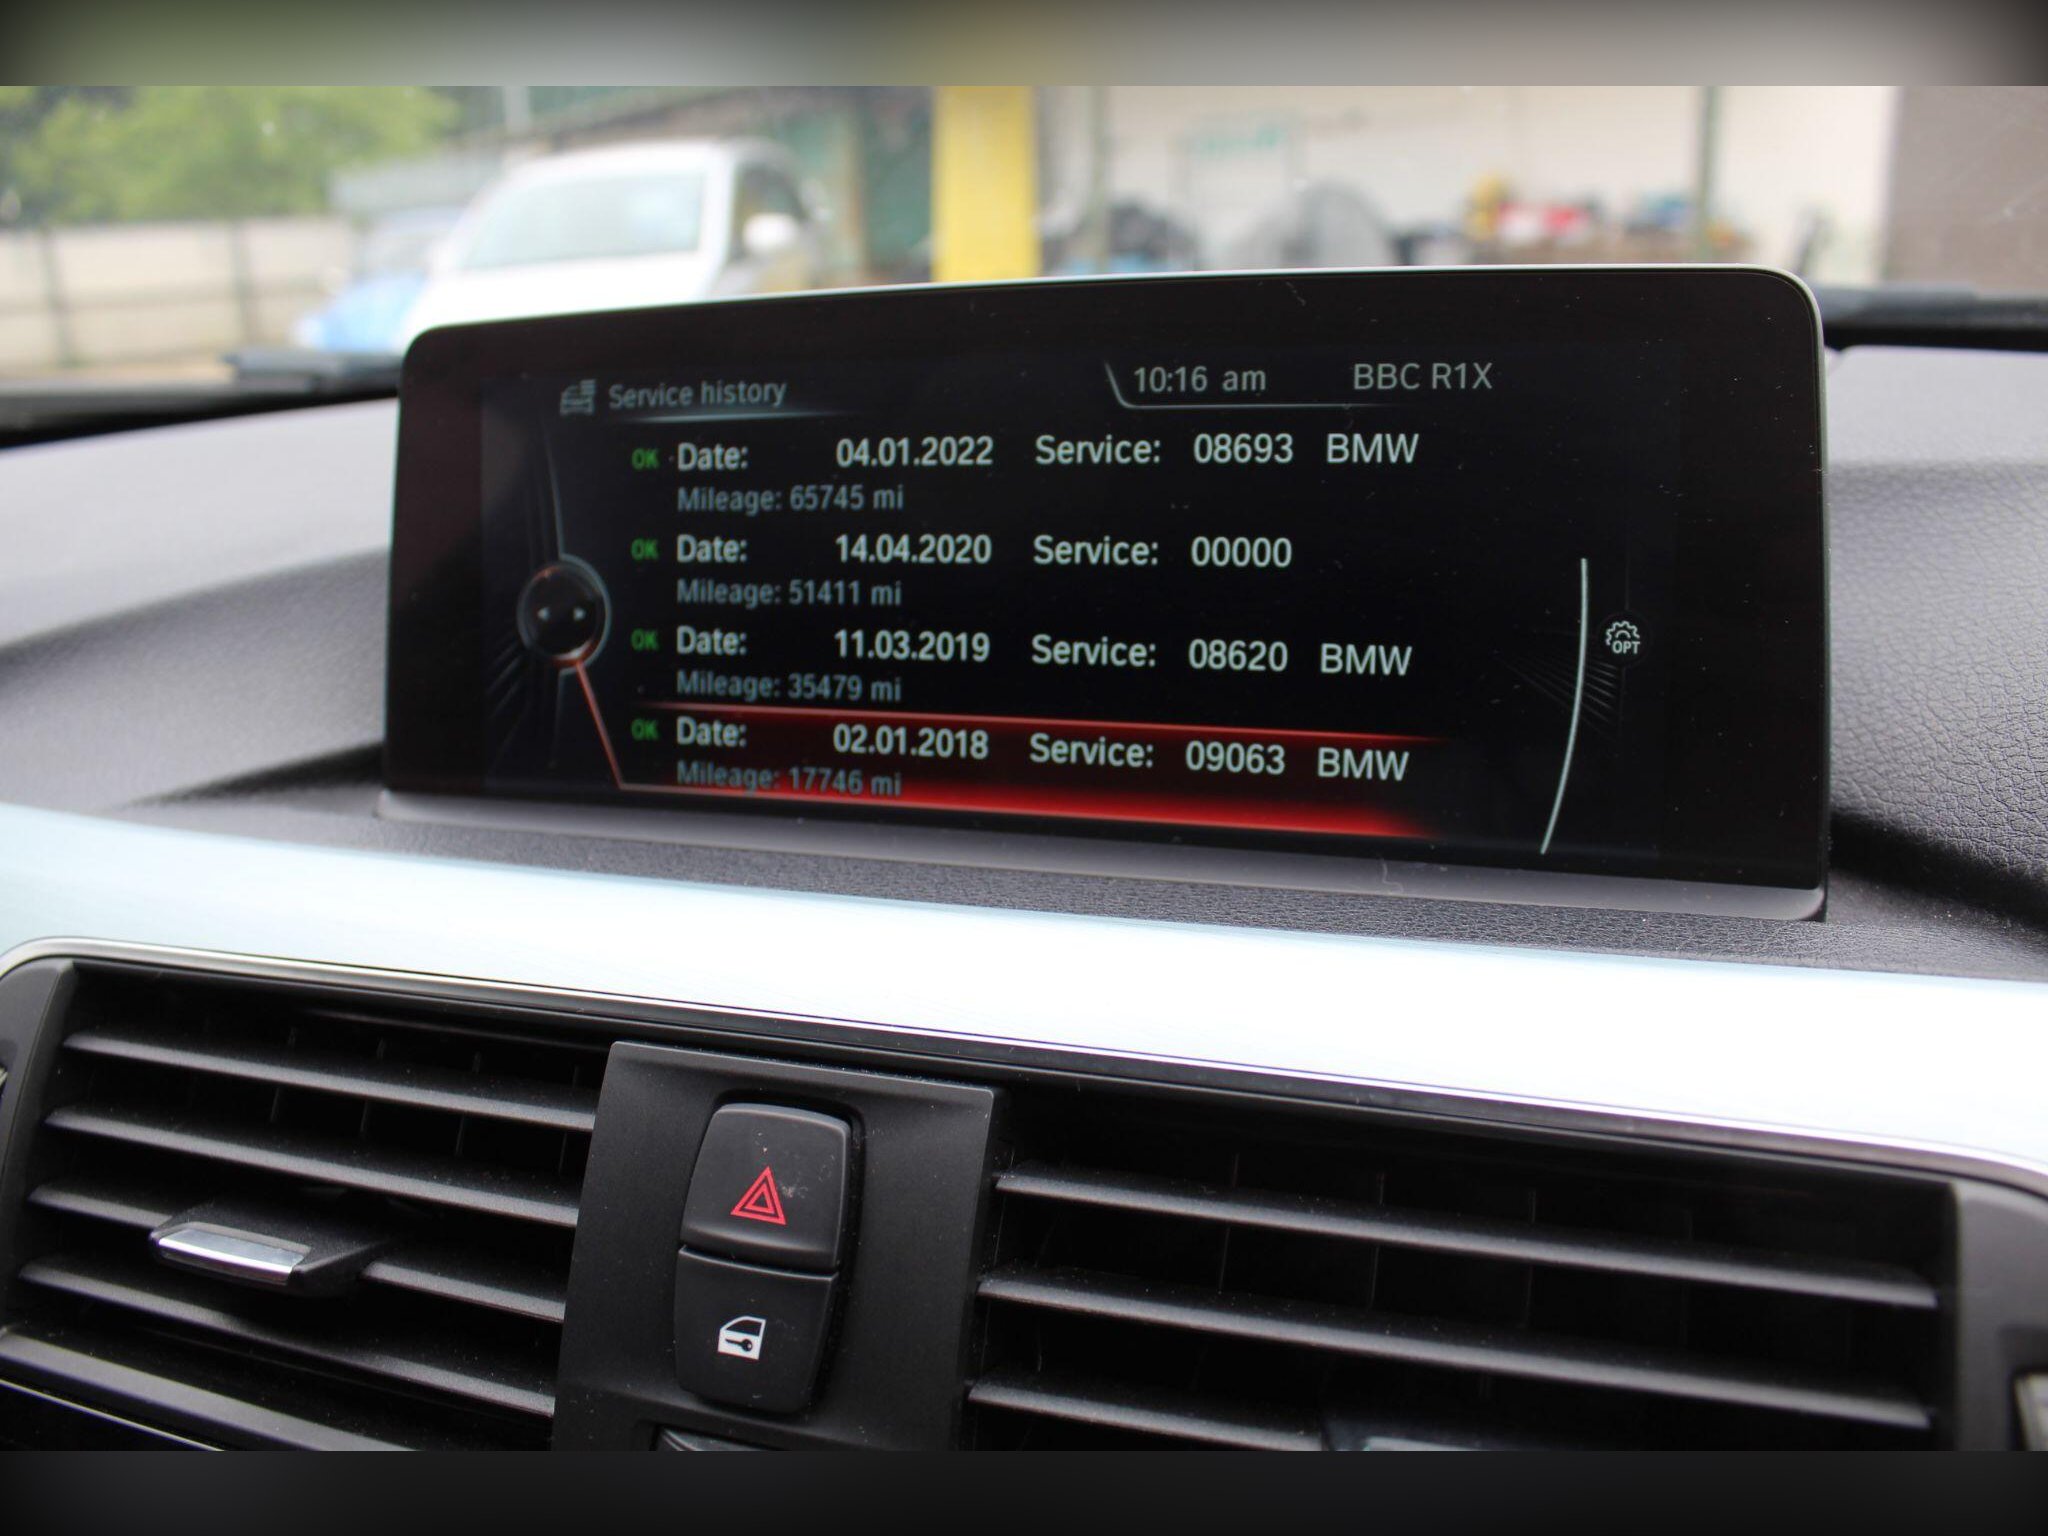 Service history 10:16 am BBC R1X
OK Date: 04.01.2022 Service: 08693 BMW
Mileage: 65745 mi
OK Date: 14.04.2020 Service: 00000
Mileage: 51411 mi
OK Date: 11.03.2019 Service: 08620 BMW
Mileage: 35479 mi
OPT
OK Date: 02.01.2018 Service: 09063 BMW
Mileage: 17746 mi